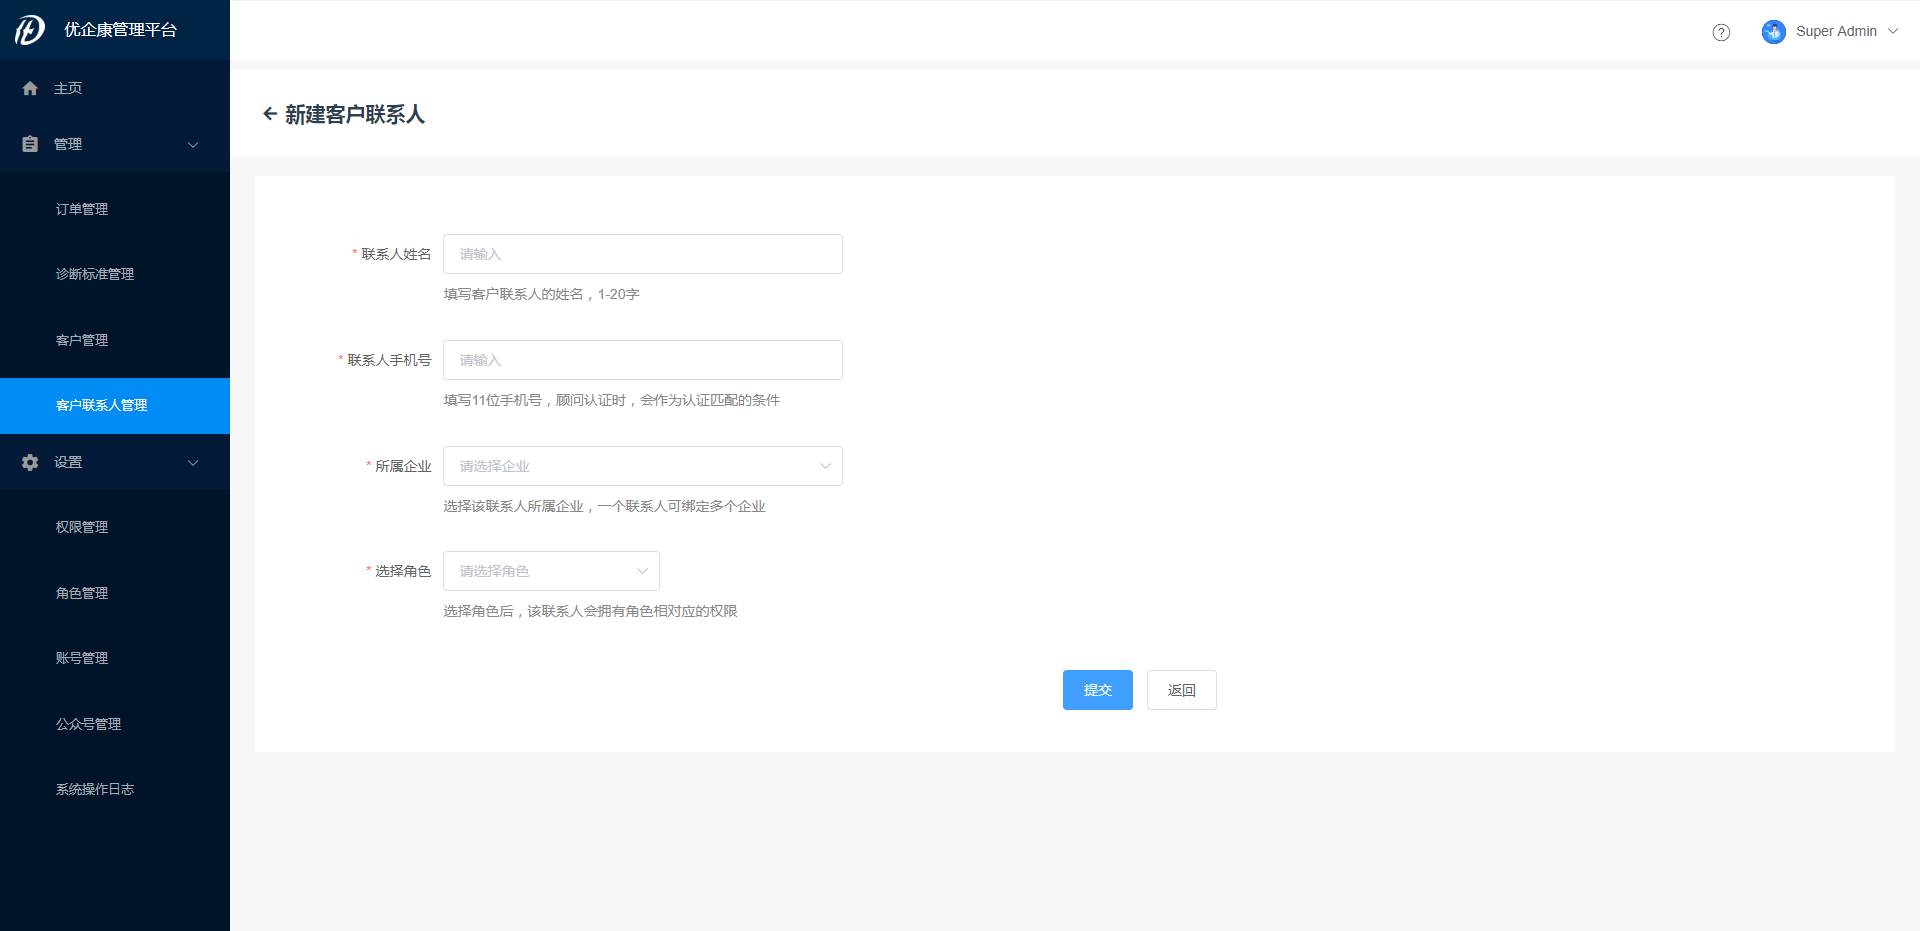 优企康管理平台
Super Admin
主页
管理
订单管理
诊断标准管理
客户管理
客户联系人管理
设置
权限管理
角色管理
账号管理
公众号管理
系统操作日志
新建客户联系人
* 联系人姓名
请输入
填写客户联系人的姓名，1-20字
* 联系人手机号
请输入
填写11位手机号，顾问认证时，会作为认证匹配的条件
* 所属企业
请选择企业
选择该联系人所属企业，一个联系人可绑定多个企业
* 选择角色
请选择角色
选择角色后，该联系人会拥有角色相对应的权限
提交
返回